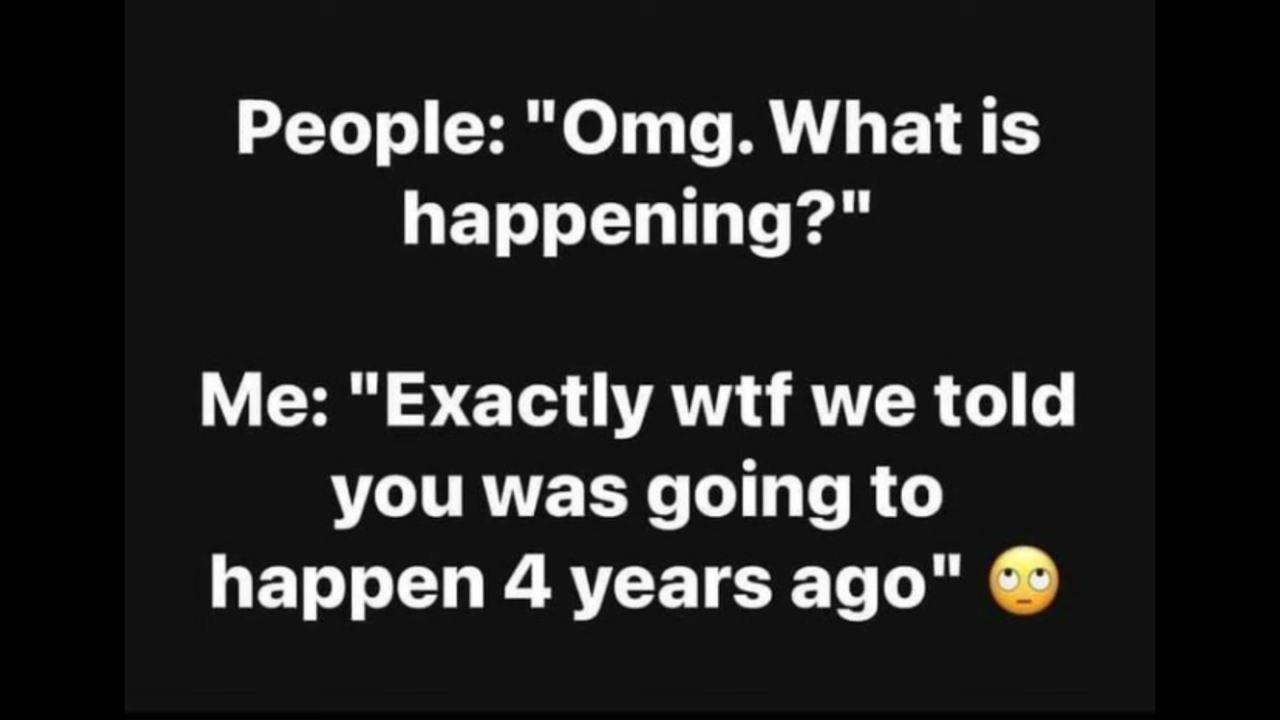 People: "Omg. What is
happening?"
Me: "Exactly wtf we told
you was going to
happen 4 years ago" 🙄